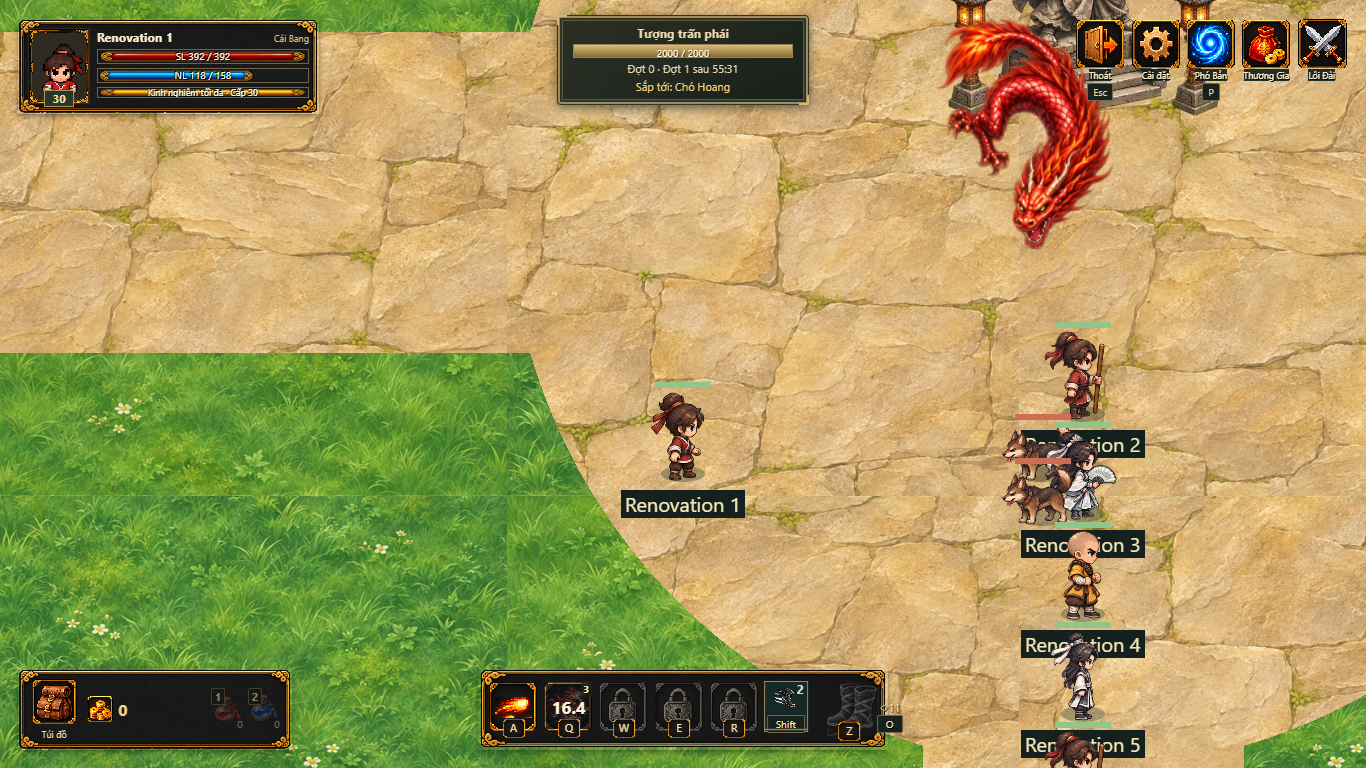 Renovation 1
Cái Bang
SL 392 / 392
NL 118 / 158
Kinh nghiệm tối đa - Cấp 30
30
Tượng trấn phái
2000 / 2000
Đợt 0 · Đợt 1 sau 55:31
Sắp tới: Chó Hoang
Thoát
Cài đặt
Phó Bản
Thương Gia
Lôi Đài
Esc
P
Renovation 2
Renovation 1
Renovation 3
Renovation 4
Renovation 5
Túi đồ
0
1
0
2
0
A
3
16.4
Q
W
E
R
2
Shift
Z
O